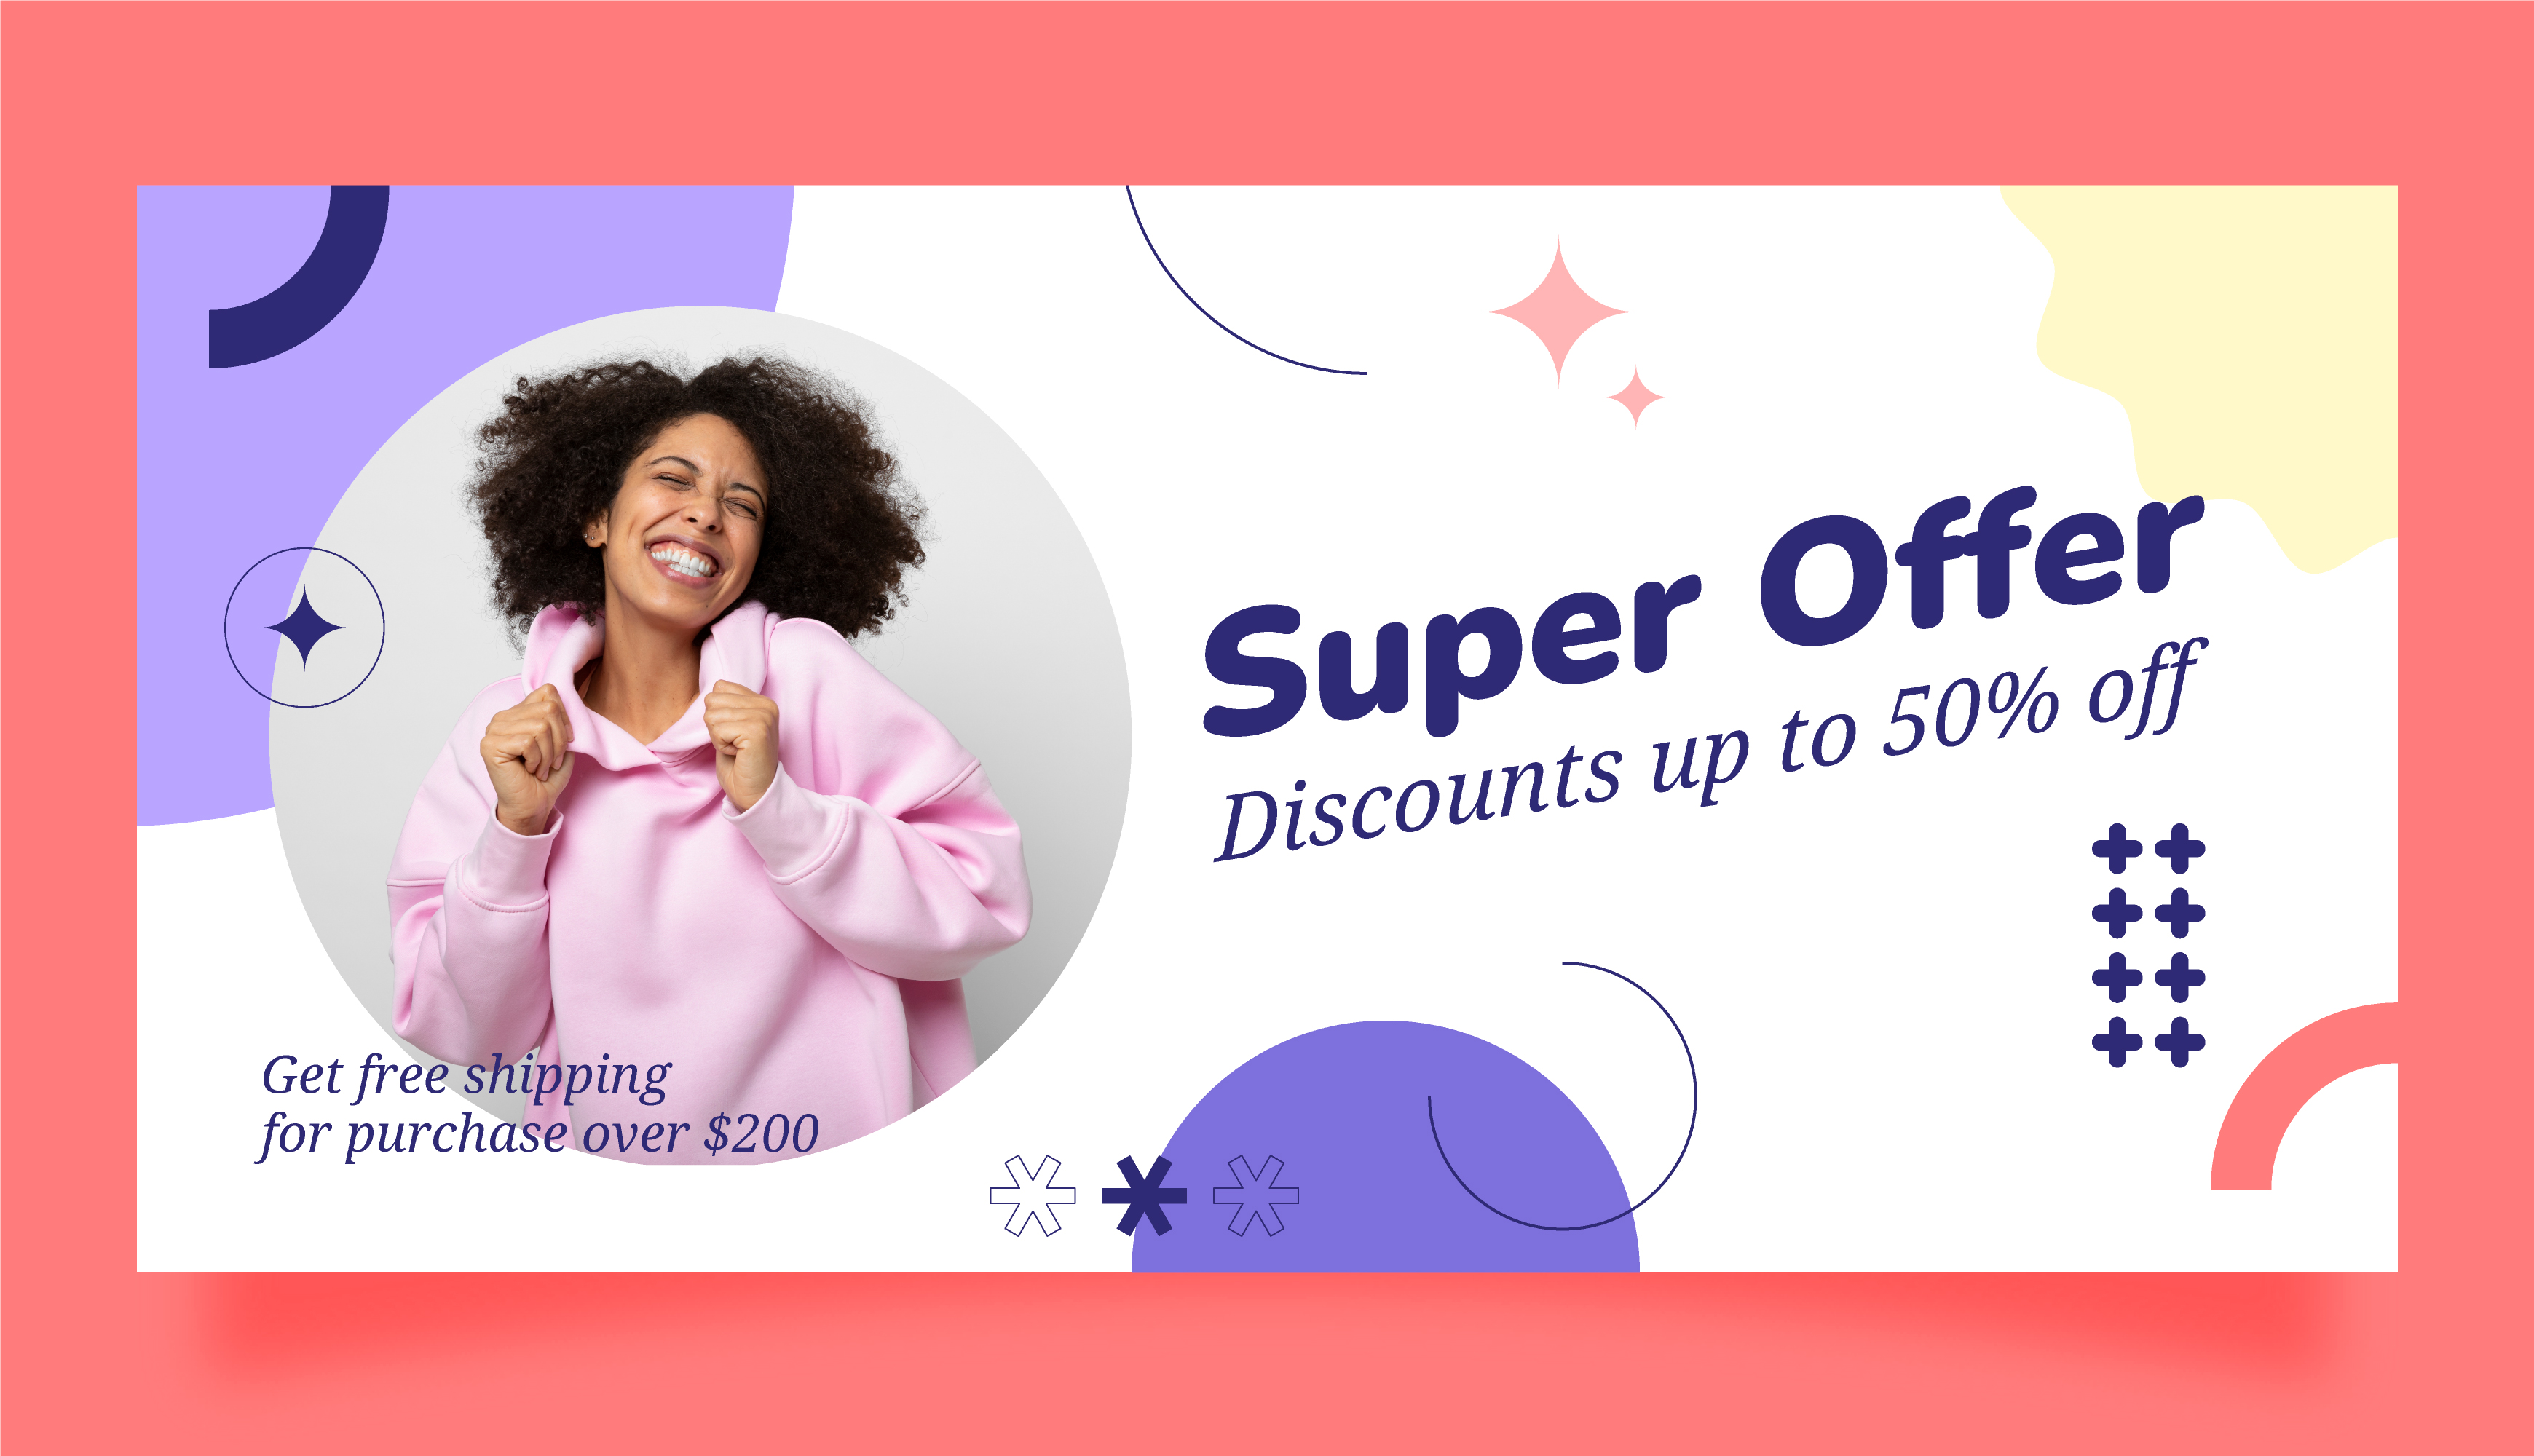 Super Offer
Discounts up to 50% off
Get free shipping
for purchase over $200